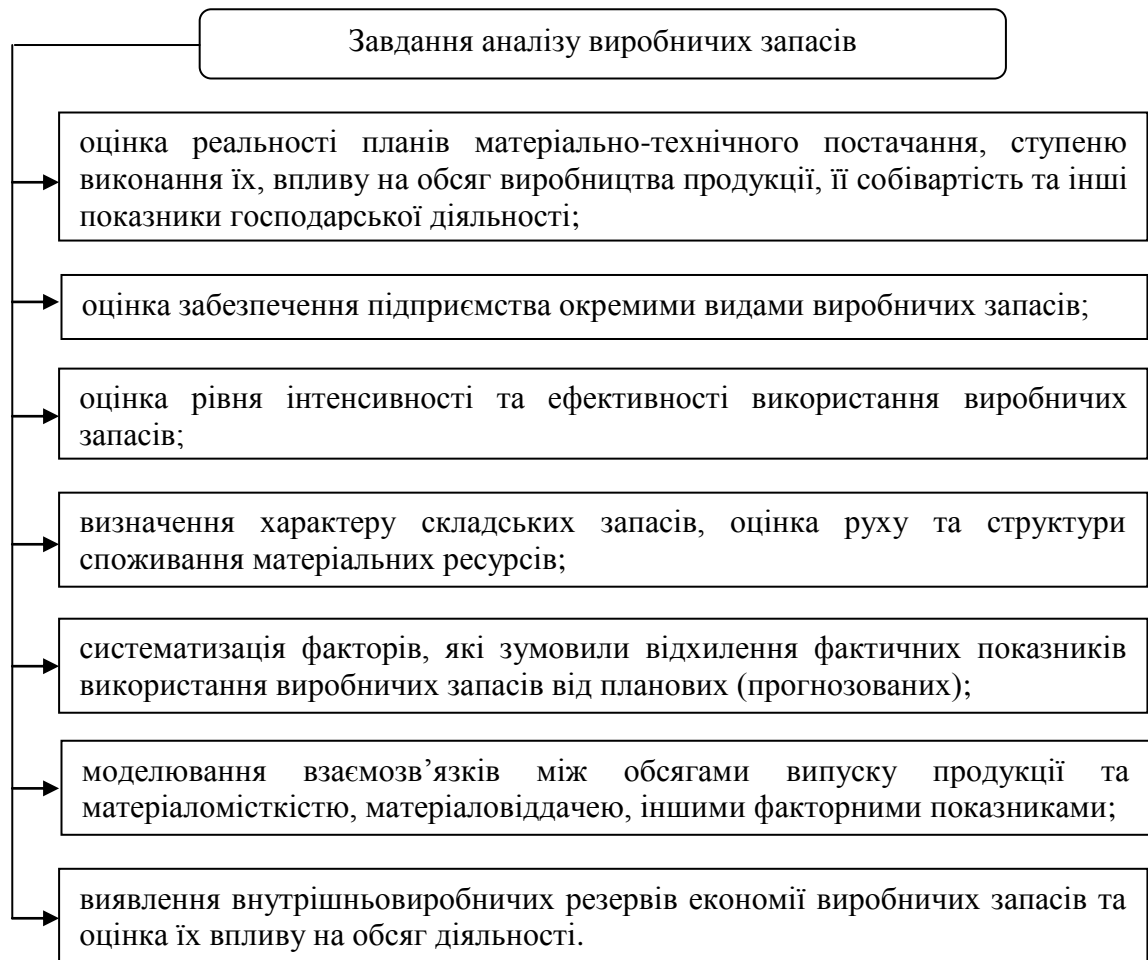 Завдання аналізу виробничих запасів
оцінка реальності планів матеріально-технічного постачання, ступеню
виконання їх, впливу на обсяг виробництва продукції, її собівартість та інші
показники господарської діяльності;
оцінка забезпечення підприємства окремими видами виробничих запасів;
оцінка рівня інтенсивності та ефективності використання виробничих
запасів;
визначення характеру складських запасів, оцінка руху та структури
споживання матеріальних ресурсів;
систематизація факторів, які зумовили відхилення фактичних показників
використання виробничих запасів від планових (прогнозованих);
моделювання взаємозв’язків між обсягами випуску продукції та
матеріаломісткістю, матеріаловіддачею, іншими факторними показниками;
виявлення внутрішньовиробничих резервів економії виробничих запасів та
оцінка їх впливу на обсяг діяльності.